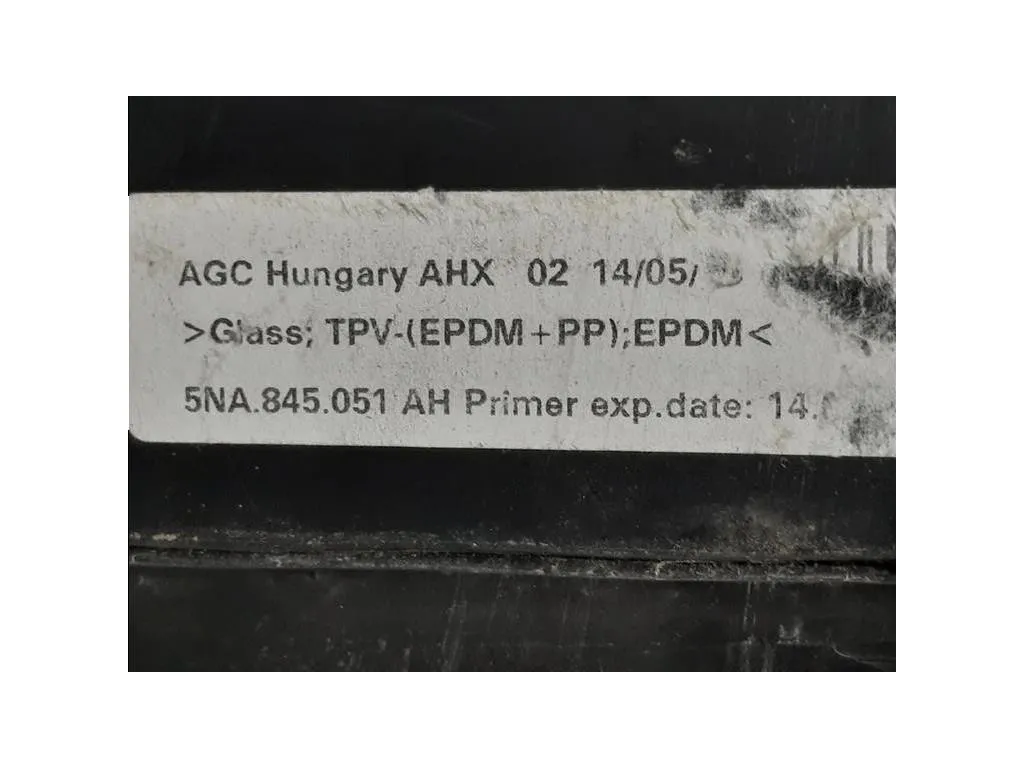 AGC Hungary AHX 02 14/05/
>Glass; TPV-(EPDM+PP);EPDM<
5NA.845.051 AH Primer exp.date: 14.